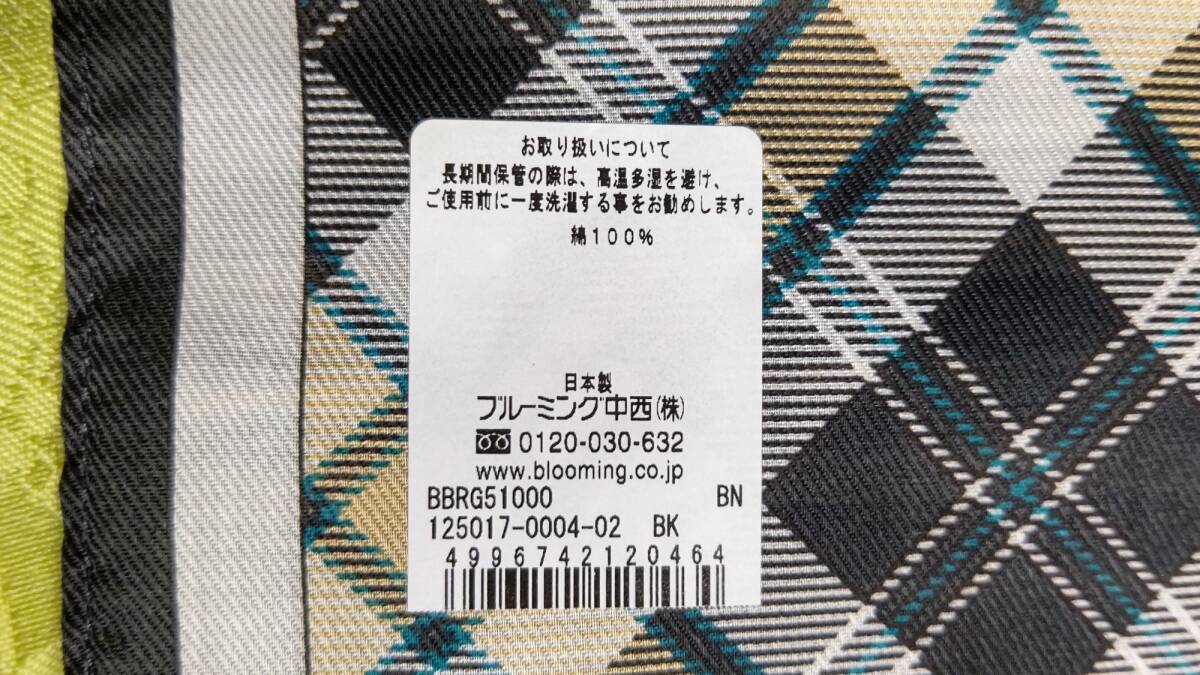 お取り扱いについて
長期間保管の際は、高温多湿を避け、
ご使用前に一度洗濯する事をお勧めします。
綿100%
日本製
ブルーミング中西(株)
0120-030-632
www.blooming.co.jp
BBRG51000 BN
125017-0004-02 BK
4996742120464